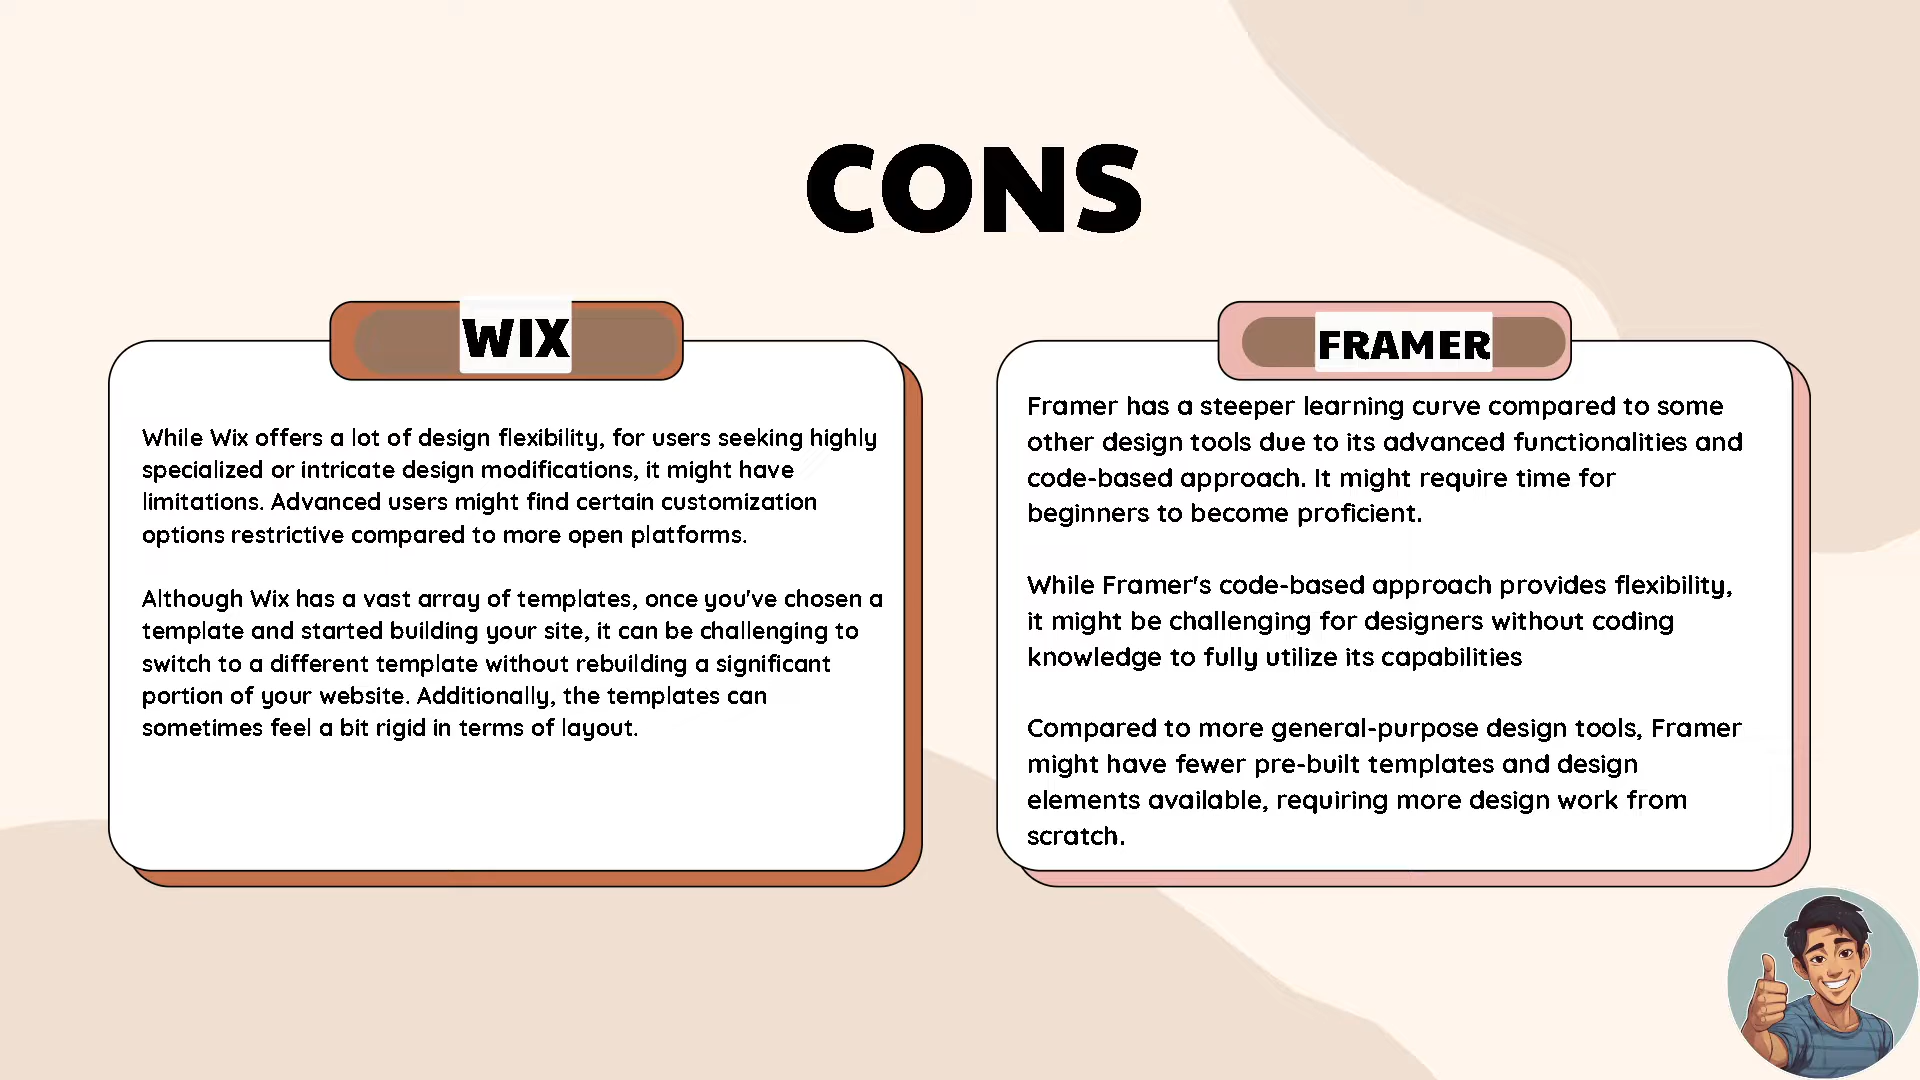 CONS
WIX
While Wix offers a lot of design flexibility, for users seeking highly
specialized or intricate design modifications, it might have
limitations. Advanced users might find certain customization
options restrictive compared to more open platforms.
Although Wix has a vast array of templates, once you've chosen a
template and started building your site, it can be challenging to
switch to a different template without rebuilding a significant
portion of your website. Additionally, the templates can
sometimes feel a bit rigid in terms of layout.
FRAMER
Framer has a steeper learning curve compared to some
other design tools due to its advanced functionalities and
code-based approach. It might require time for
beginners to become proficient.
While Framer's code-based approach provides flexibility,
it might be challenging for designers without coding
knowledge to fully utilize its capabilities
Compared to more general-purpose design tools, Framer
might have fewer pre-built templates and design
elements available, requiring more design work from
scratch.